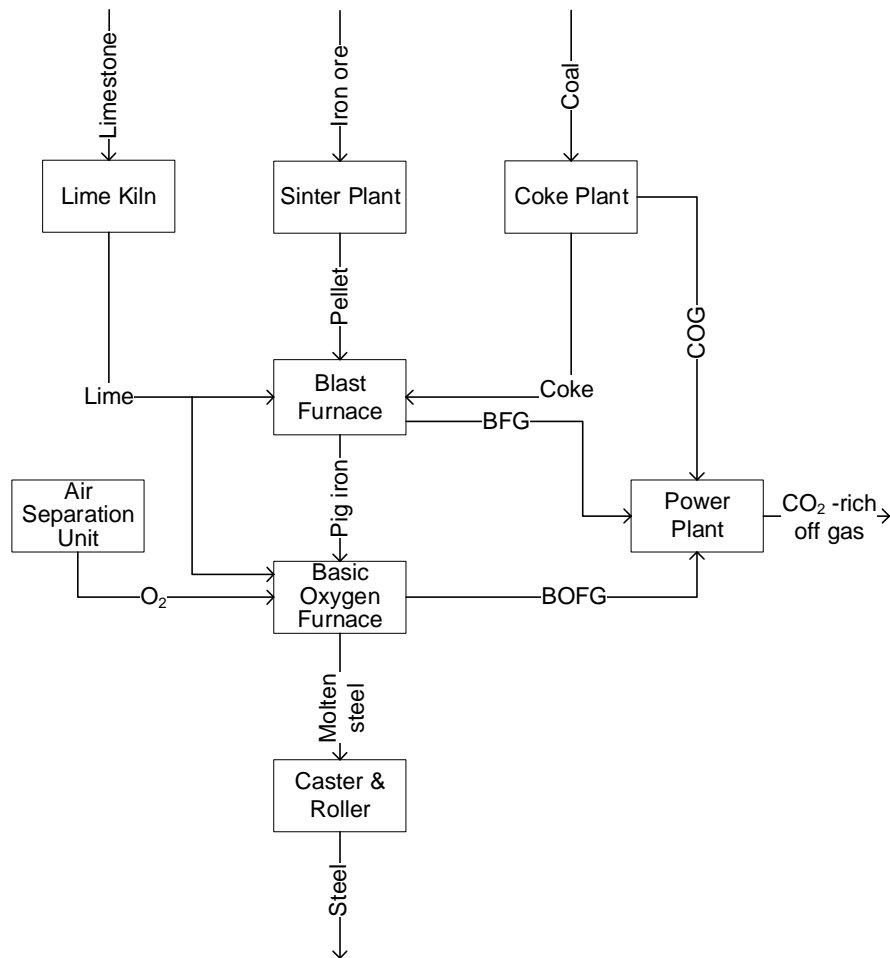 Limestone
Iron ore
Coal
Lime Kiln
Sinter Plant
Coke Plant
Pellet
COG
Lime
Blast
Furnace
Coke
BFG
Air
Separation
Unit
Pig iron
Power
Plant
CO₂ -rich
off gas
Basic
Oxygen
Furnace
O₂
BOFG
Molten
steel
Caster &
Roller
Steel